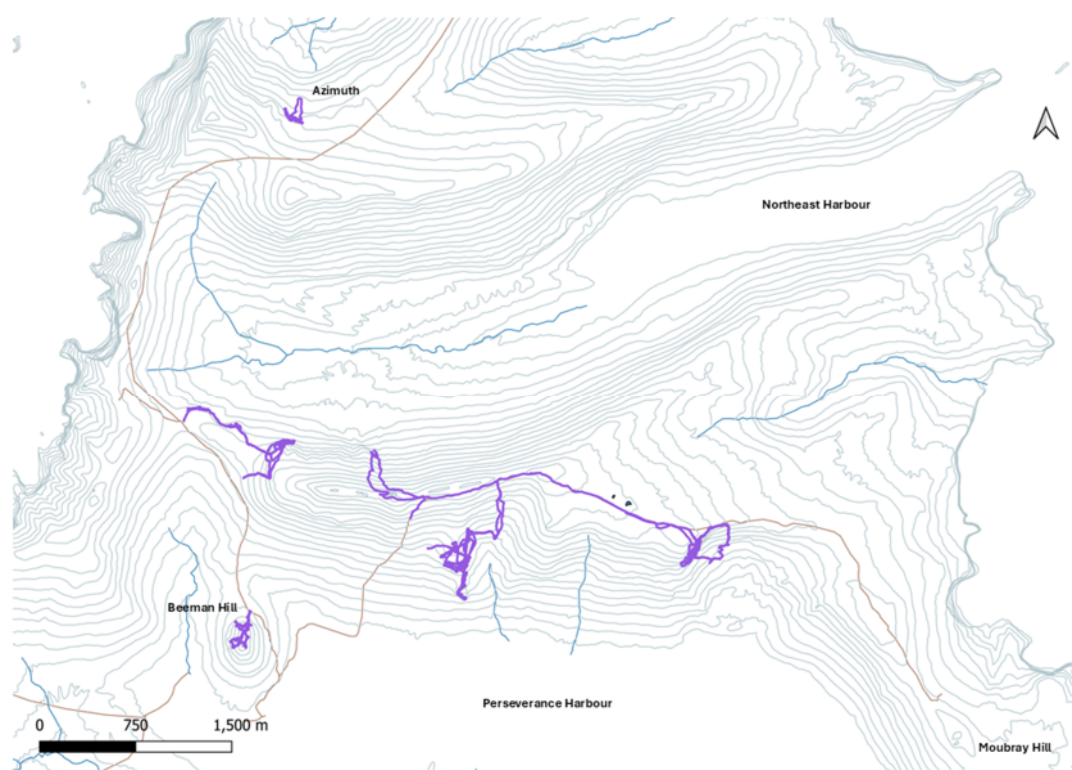 Azimuth
Northeast Harbour
Beeman Hill
Perseverance Harbour
0 750 1,500 m
Moubray Hill